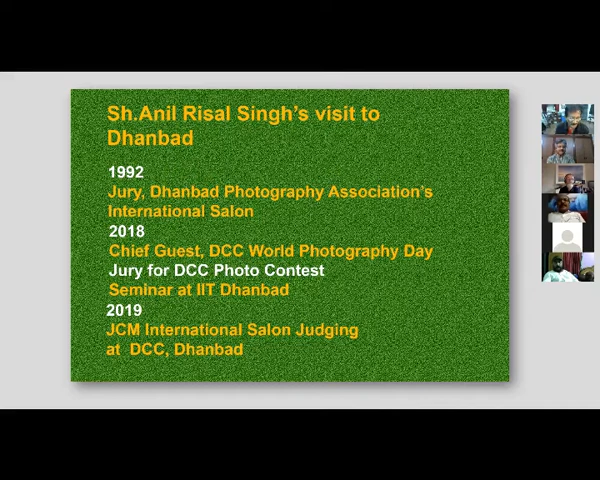 Sh.Anil Risal Singh's visit to
Dhanbad
1992
Jury, Dhanbad Photography Association's
International Salon
2018
Chief Guest, DCC World Photography Day
Jury for DCC Photo Contest
Seminar at IIT Dhanbad
2019
JCM International Salon Judging
at DCC, Dhanbad